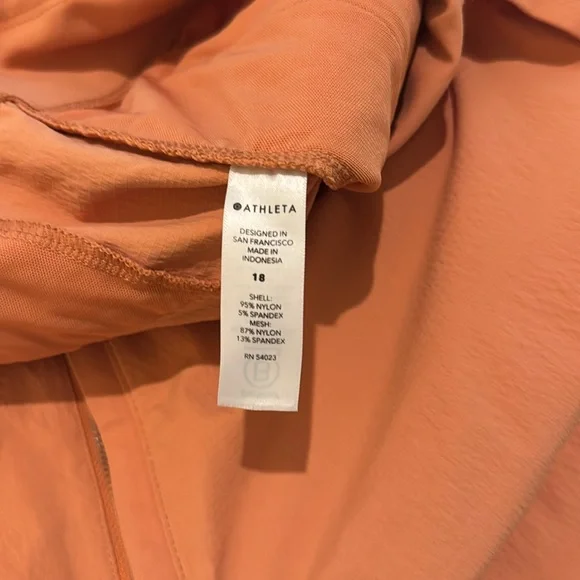 ATHLETA
DESIGNED IN
SAN FRANCISCO
MADE IN
INDONESIA
18
SHELL:
95% NYLON
5% SPANDEX
MESH:
87% NYLON
13% SPANDEX
RN 54023